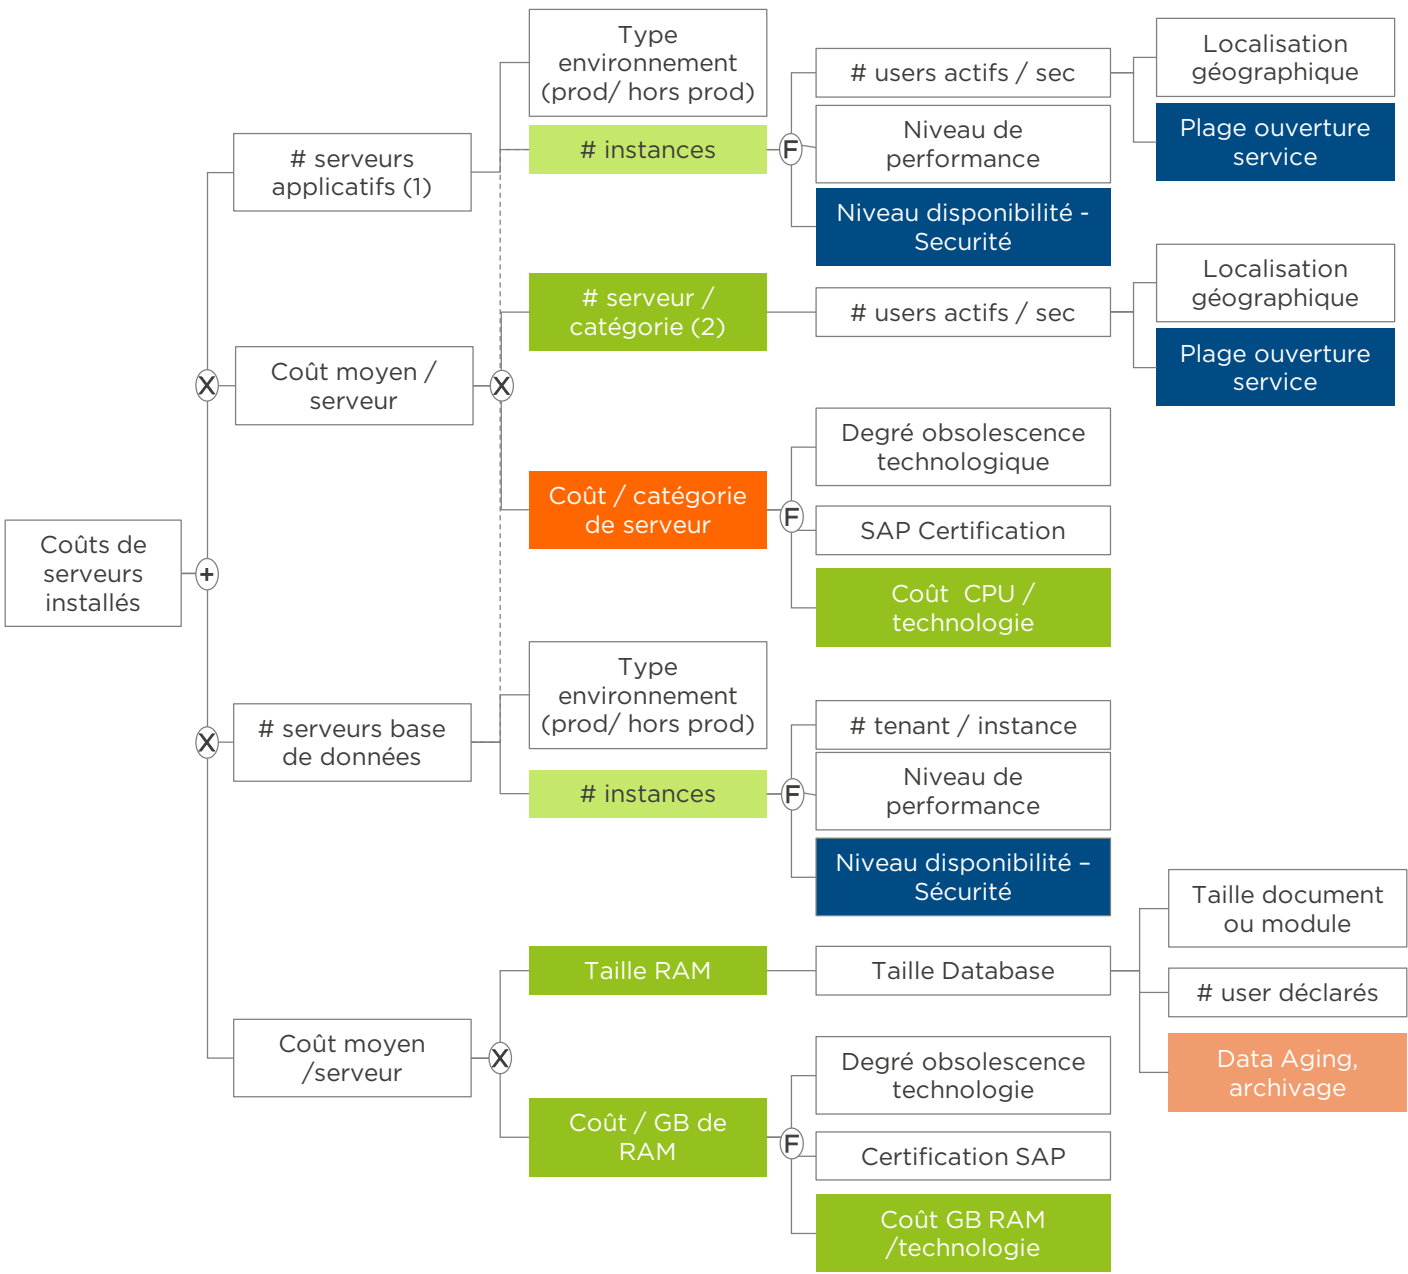 Coûts de
serveurs
installés
+
X
# serveurs
applicatifs (1)
Type
environnement
(prod/ hors prod)
# instances
F
# users actifs / sec
Localisation
géographique
Plage ouverture
service
Niveau de
performance
Niveau disponibilité -
Securité
Coût moyen /
serveur
X
# serveur /
catégorie (2)
# users actifs / sec
Localisation
géographique
Plage ouverture
service
Coût / catégorie
de serveur
F
Degré obsolescence
technologique
SAP Certification
Coût CPU /
technologie
X
# serveurs base
de données
Type
environnement
(prod/ hors prod)
# instances
F
# tenant / instance
Niveau de
performance
Niveau disponibilité –
Sécurité
Coût moyen
/serveur
X
Taille RAM
Taille Database
Taille document
ou module
# user déclarés
Data Aging,
archivage
Coût / GB de
RAM
F
Degré obsolescence
technologie
Certification SAP
Coût GB RAM
/technologie